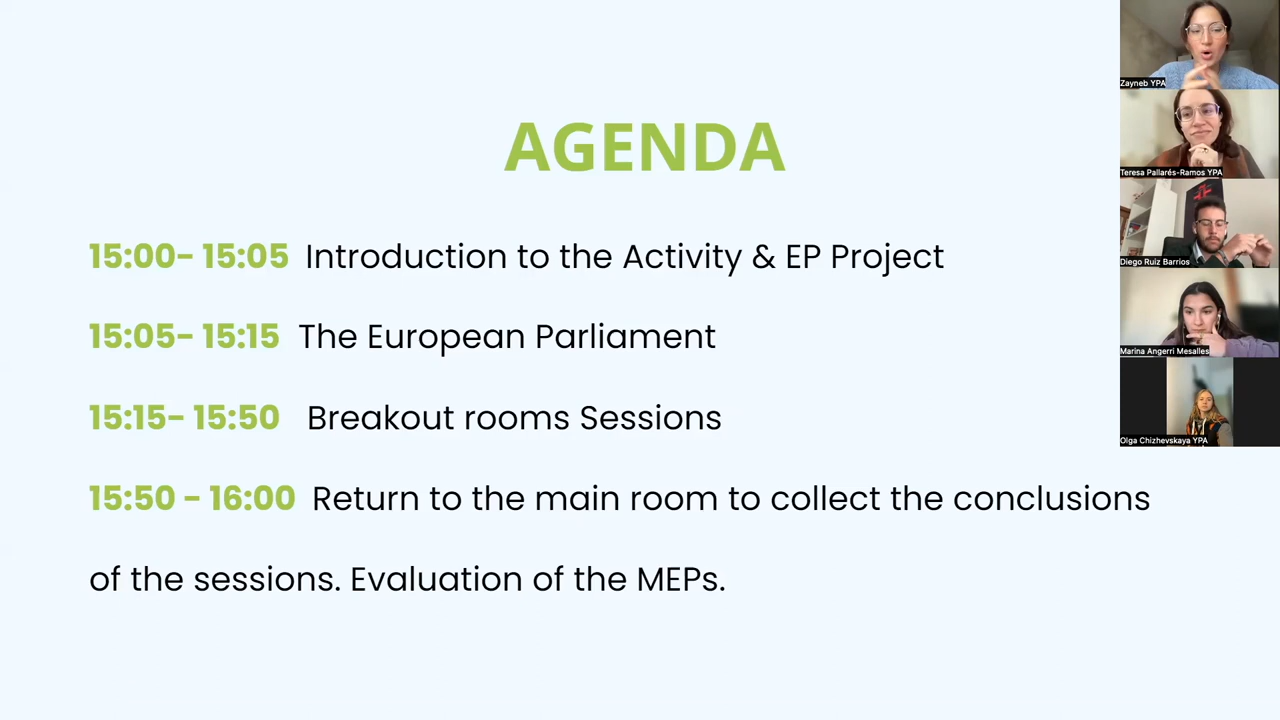 AGENDA
15:00- 15:05 Introduction to the Activity & EP Project
15:05- 15:15 The European Parliament
15:15- 15:50 Breakout rooms Sessions
15:50 - 16:00 Return to the main room to collect the conclusions
of the sessions. Evaluation of the MEPs.
Zayneb YPA
Teresa Pallarés-Ramos YPA
Diego Ruiz Barrios
Marina Angerri Mesalles
Olga Chizhevskaya YPA